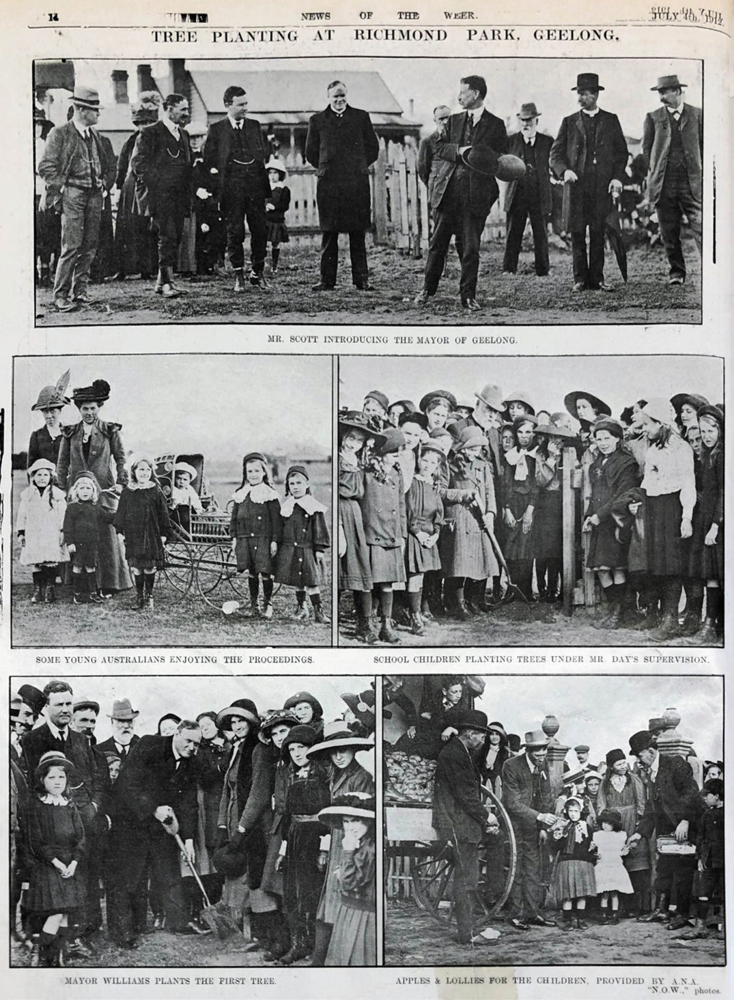 14
NEWS OF THE WEEK.
JULY 4th, 1912.
TREE PLANTING AT RICHMOND PARK, GEELONG.
MR. SCOTT INTRODUCING THE MAYOR OF GEELONG.
SOME YOUNG AUSTRALIANS ENJOYING THE PROCEEDINGS.
SCHOOL CHILDREN PLANTING TREES UNDER MR. DAY'S SUPERVISION.
MAYOR WILLIAMS PLANTS THE FIRST TREE.
APPLES & LOLLIES FOR THE CHILDREN, PROVIDED BY A.N.A.
"N.O.W.," photos.